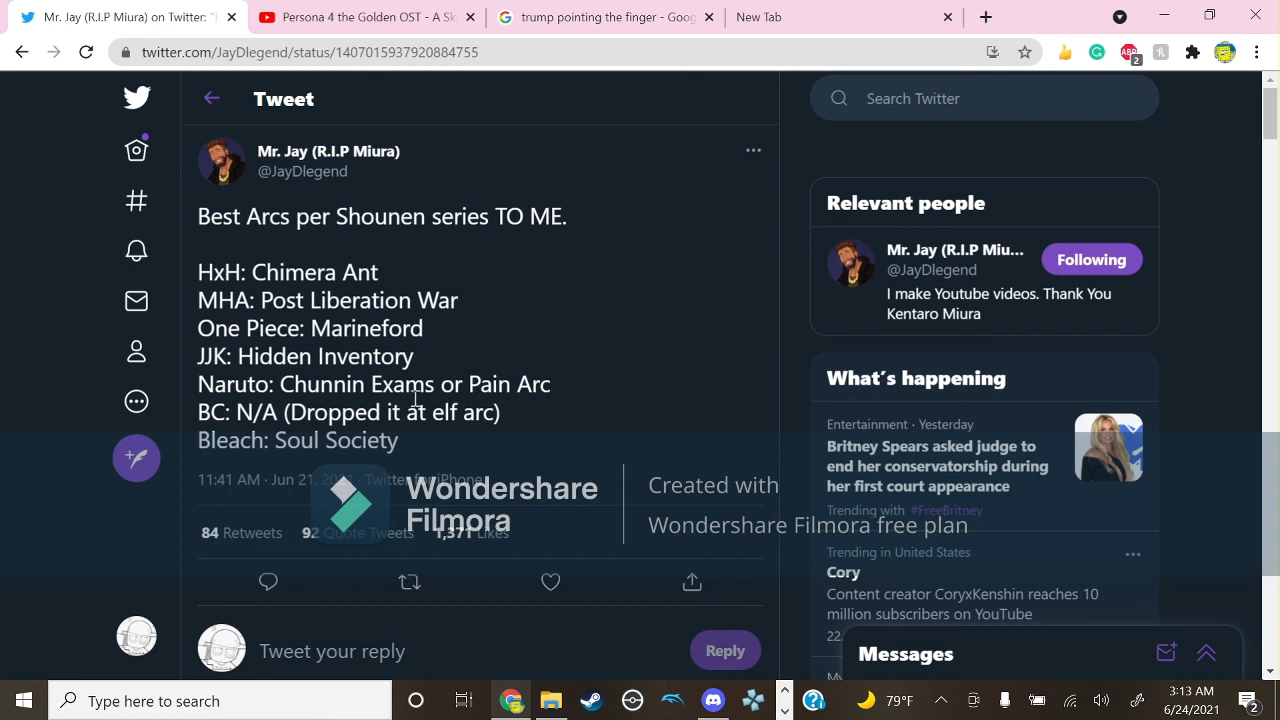 Mr. Jay (R.I.P Miura) on Twitter: "B
Persona 4 the Golden OST - A Sk
trump pointing the finger - Goog
New Tab
twitter.com/JayDlegend/status/1407015937920884755
2
Tweet
Search Twitter
Mr. Jay (R.I.P Miura)
@JayDlegend
Best Arcs per Shounen series TO ME.
HxH: Chimera Ant
MHA: Post Liberation War
One Piece: Marineford
JJK: Hidden Inventory
Naruto: Chunnin Exams or Pain Arc
BC: N/A (Dropped it at elf arc)
Bleach: Soul Society
11:41 AM · Jun 21, 2021 · Twitter for iPhone
84 Retweets 92 Quote Tweets 1,371 Likes
Tweet your reply
Reply
Relevant people
Mr. Jay (R.I.P Miu...
@JayDlegend
Following
I make Youtube videos. Thank You
Kentaro Miura
What's happening
Entertainment · Yesterday
Britney Spears asked judge to
end her conservatorship during
her first court appearance
Trending with #FreeBritney
Trending in United States
Cory
Content creator CoryxKenshin reaches 10
million subscribers on YouTube
Messages
Wondershare
Filmora
Created with
Wondershare Filmora free plan
Type here to search
79°F
3:13 AM
6/24/2021
2